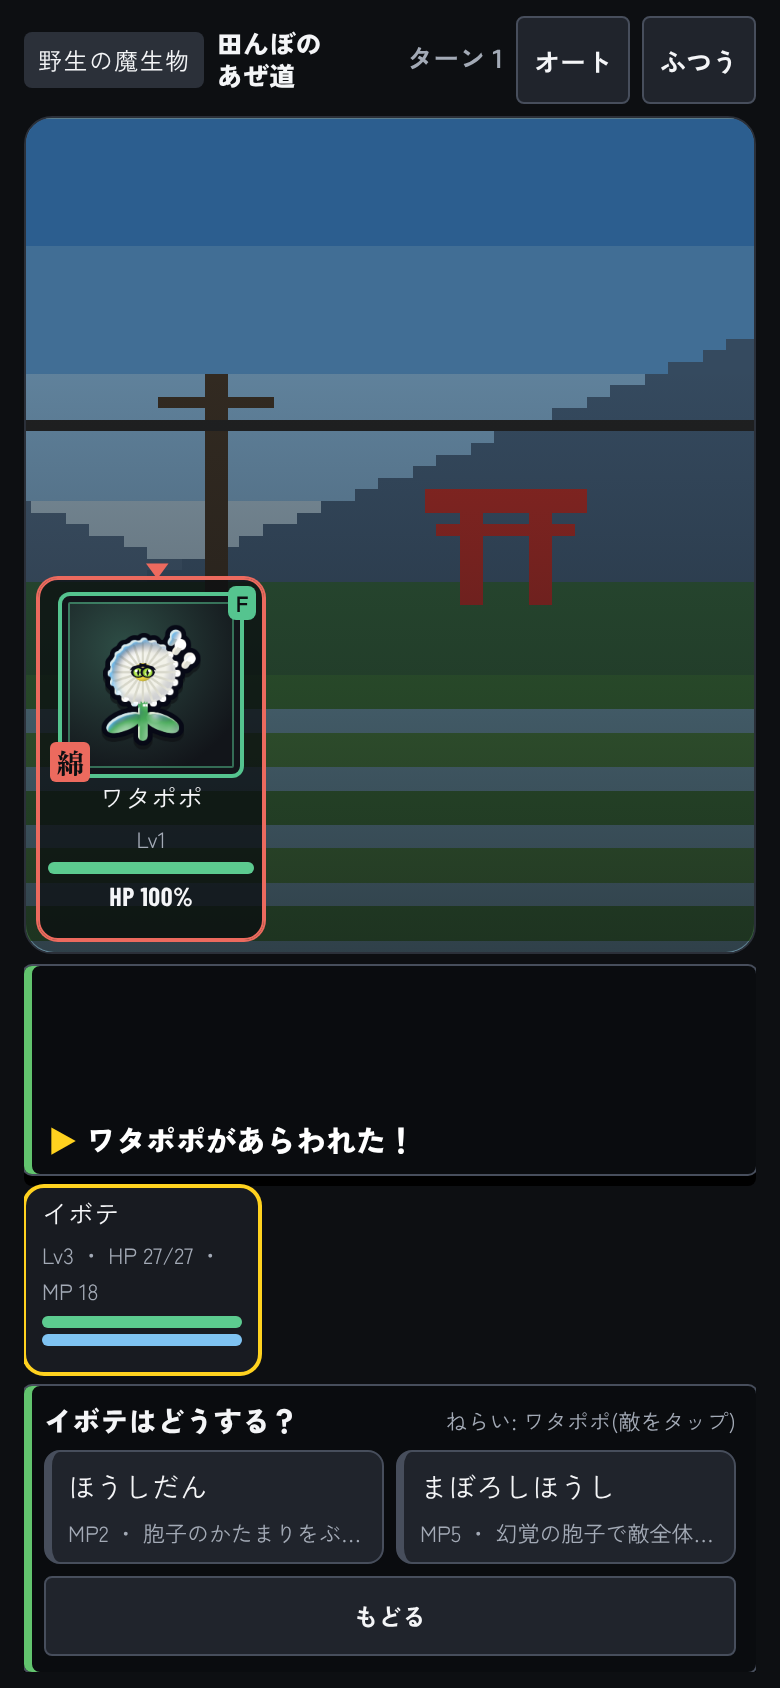 野生の魔生物
田んぼの
あぜ道
ターン 1
オート
ふつう
F
綿
ワタポポ
Lv1
HP 100%
▶ ワタポポがあらわれた！
イボテ
Lv3 ・ HP 27/27 ・
MP 18
イボテはどうする？
ねらい: ワタポポ(敵をタップ)
ほうしだん
MP2 ・ 胞子のかたまりをぶ…
まぼろしほうし
MP5 ・ 幻覚の胞子で敵全体…
もどる